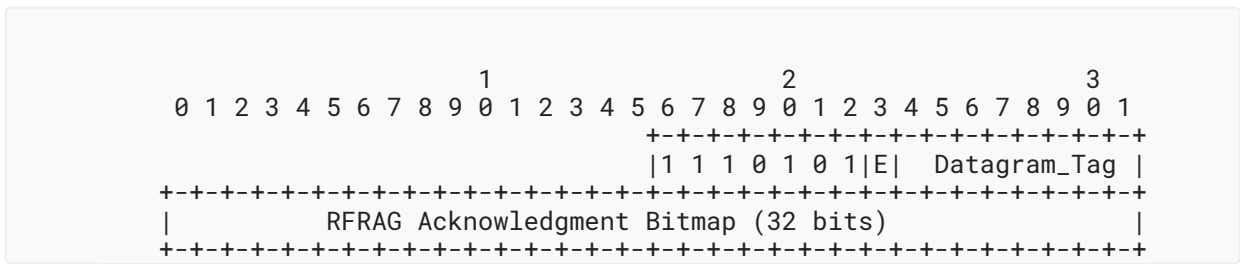 1                   2                   3
 0 1 2 3 4 5 6 7 8 9 0 1 2 3 4 5 6 7 8 9 0 1 2 3 4 5 6 7 8 9 0 1
                                +-+-+-+-+-+-+-+-+-+-+-+-+-+-+-+-+
                                |1 1 1 0 1 0 1|E|  Datagram_Tag |
+-+-+-+-+-+-+-+-+-+-+-+-+-+-+-+-+-+-+-+-+-+-+-+-+-+-+-+-+-+-+-+-+
|           RFRAG Acknowledgment Bitmap (32 bits)                |
+-+-+-+-+-+-+-+-+-+-+-+-+-+-+-+-+-+-+-+-+-+-+-+-+-+-+-+-+-+-+-+-+